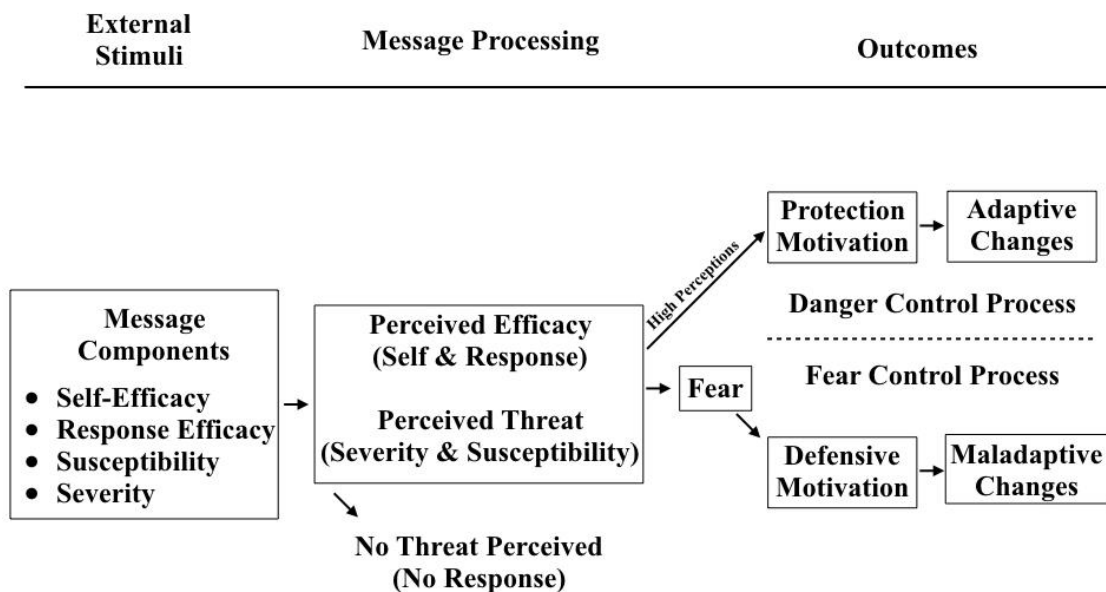 External
Stimuli
Message Processing
Outcomes
Message
Components
• Self-Efficacy
• Response Efficacy
• Susceptibility
• Severity
Perceived Efficacy
(Self & Response)
Perceived Threat
(Severity & Susceptibility)
No Threat Perceived
(No Response)
High Perceptions
Protection
Motivation
Adaptive
Changes
Danger Control Process
Fear Control Process
Fear
Defensive
Motivation
Maladaptive
Changes